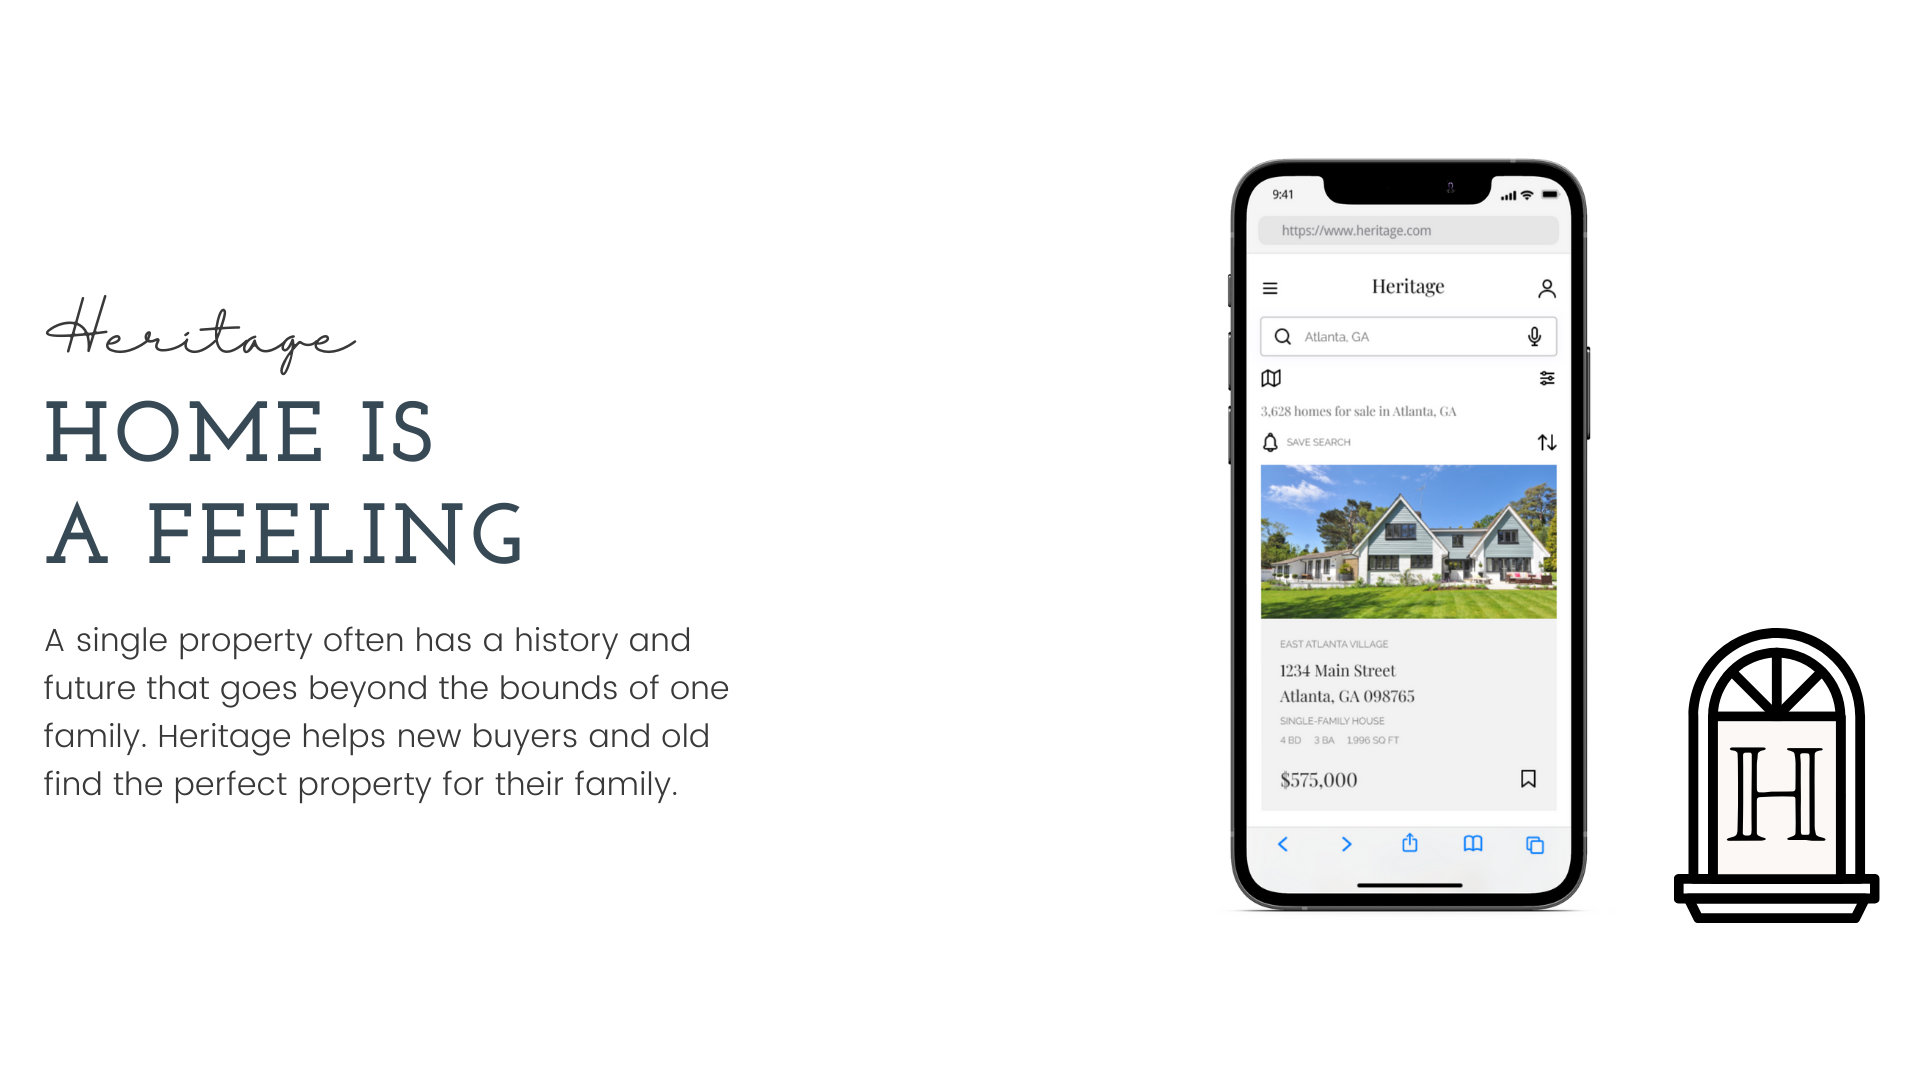 Heritage
HOME IS
A FEELING
A single property often has a history and
future that goes beyond the bounds of one
family. Heritage helps new buyers and old
find the perfect property for their family.
9:41
https://www.heritage.com
Heritage
Atlanta, GA
3,628 homes for sale in Atlanta, GA
SAVE SEARCH
EAST ATLANTA VILLAGE
1234 Main Street
Atlanta, GA 098765
SINGLE-FAMILY HOUSE
4 BD 3 BA 1,996 SQ FT
$575,000
H